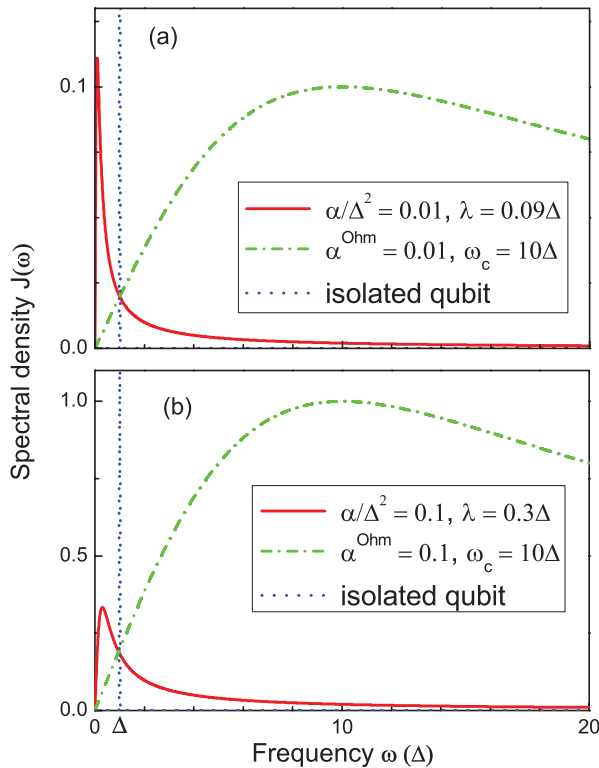 (a)
0.1
α/Δ² = 0.01, λ = 0.09Δ
α^Ohm = 0.01, ω_c = 10Δ
isolated qubit
0.0
Spectral density J(ω)
(b)
1.0
α/Δ² = 0.1, λ = 0.3Δ
α^Ohm = 0.1, ω_c = 10Δ
isolated qubit
0.5
0.0
0 Δ 10 20
Frequency ω (Δ)